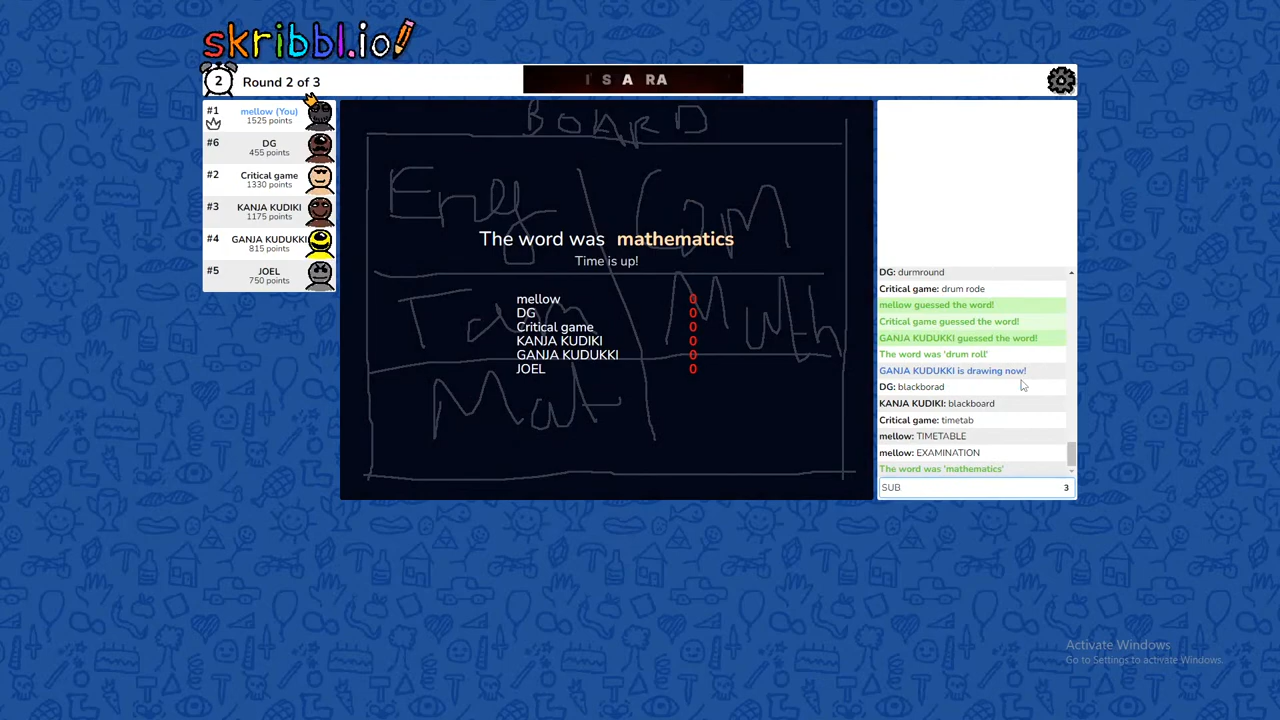 skribbl.io
2
Round 2 of 3
I S A RA
#1
mellow (You)
1525 points
#6
DG
455 points
#2
Critical game
1330 points
#3
KANJA KUDIKI
1175 points
#4
GANJA KUDUKKI
815 points
#5
JOEL
750 points
BOARD
Eng
Com
Math
Mat
The word was mathematics
Time is up!
mellow 0
DG 0
Critical game 0
KANJA KUDIKI 0
GANJA KUDUKKI 0
JOEL 0
DG: durmround
Critical game: drum rode
mellow guessed the word!
Critical game guessed the word!
GANJA KUDUKKI guessed the word!
The word was 'drum roll'
GANJA KUDUKKI is drawing now!
DG: blackborad
KANJA KUDIKI: blackboard
Critical game: timetab
mellow: TIMETABLE
mellow: EXAMINATION
The word was 'mathematics'
SUB 3
Activate Windows
Go to Settings to activate Windows.